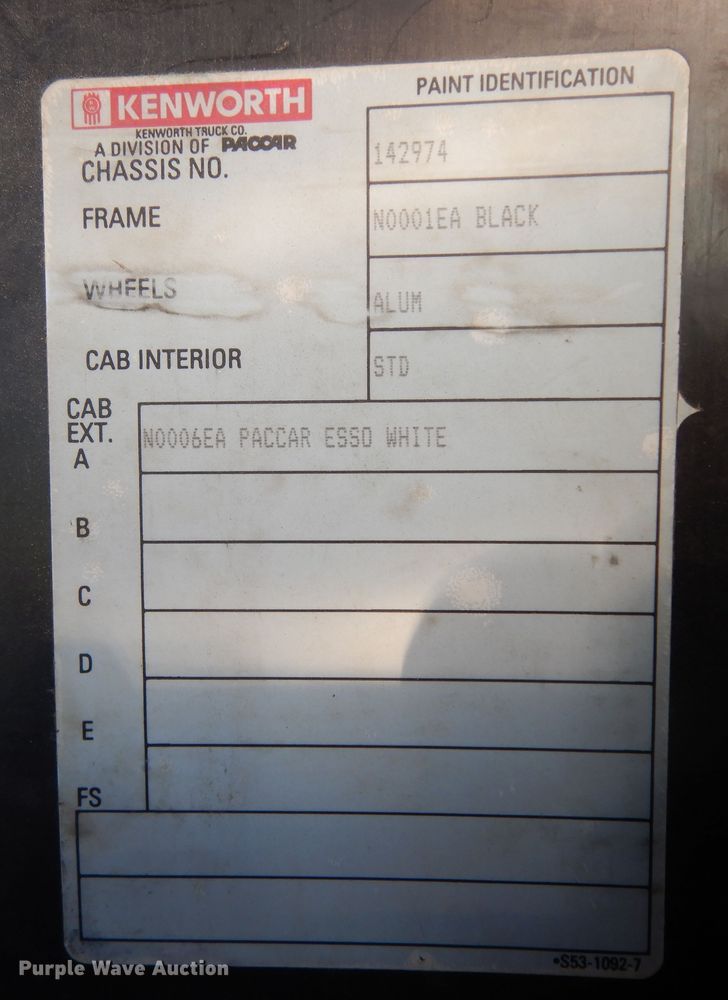 KENWORTH
PAINT IDENTIFICATION
KENWORTH TRUCK CO.
A DIVISION OF PACCAR
CHASSIS NO. 142974
FRAME N0001EA BLACK
WHEELS ALUM
CAB INTERIOR STD
CAB
EXT.
A N0006EA PACCAR ESSO WHITE
B
C
D
E
FS
•S53-1092-7
Purple Wave Auction